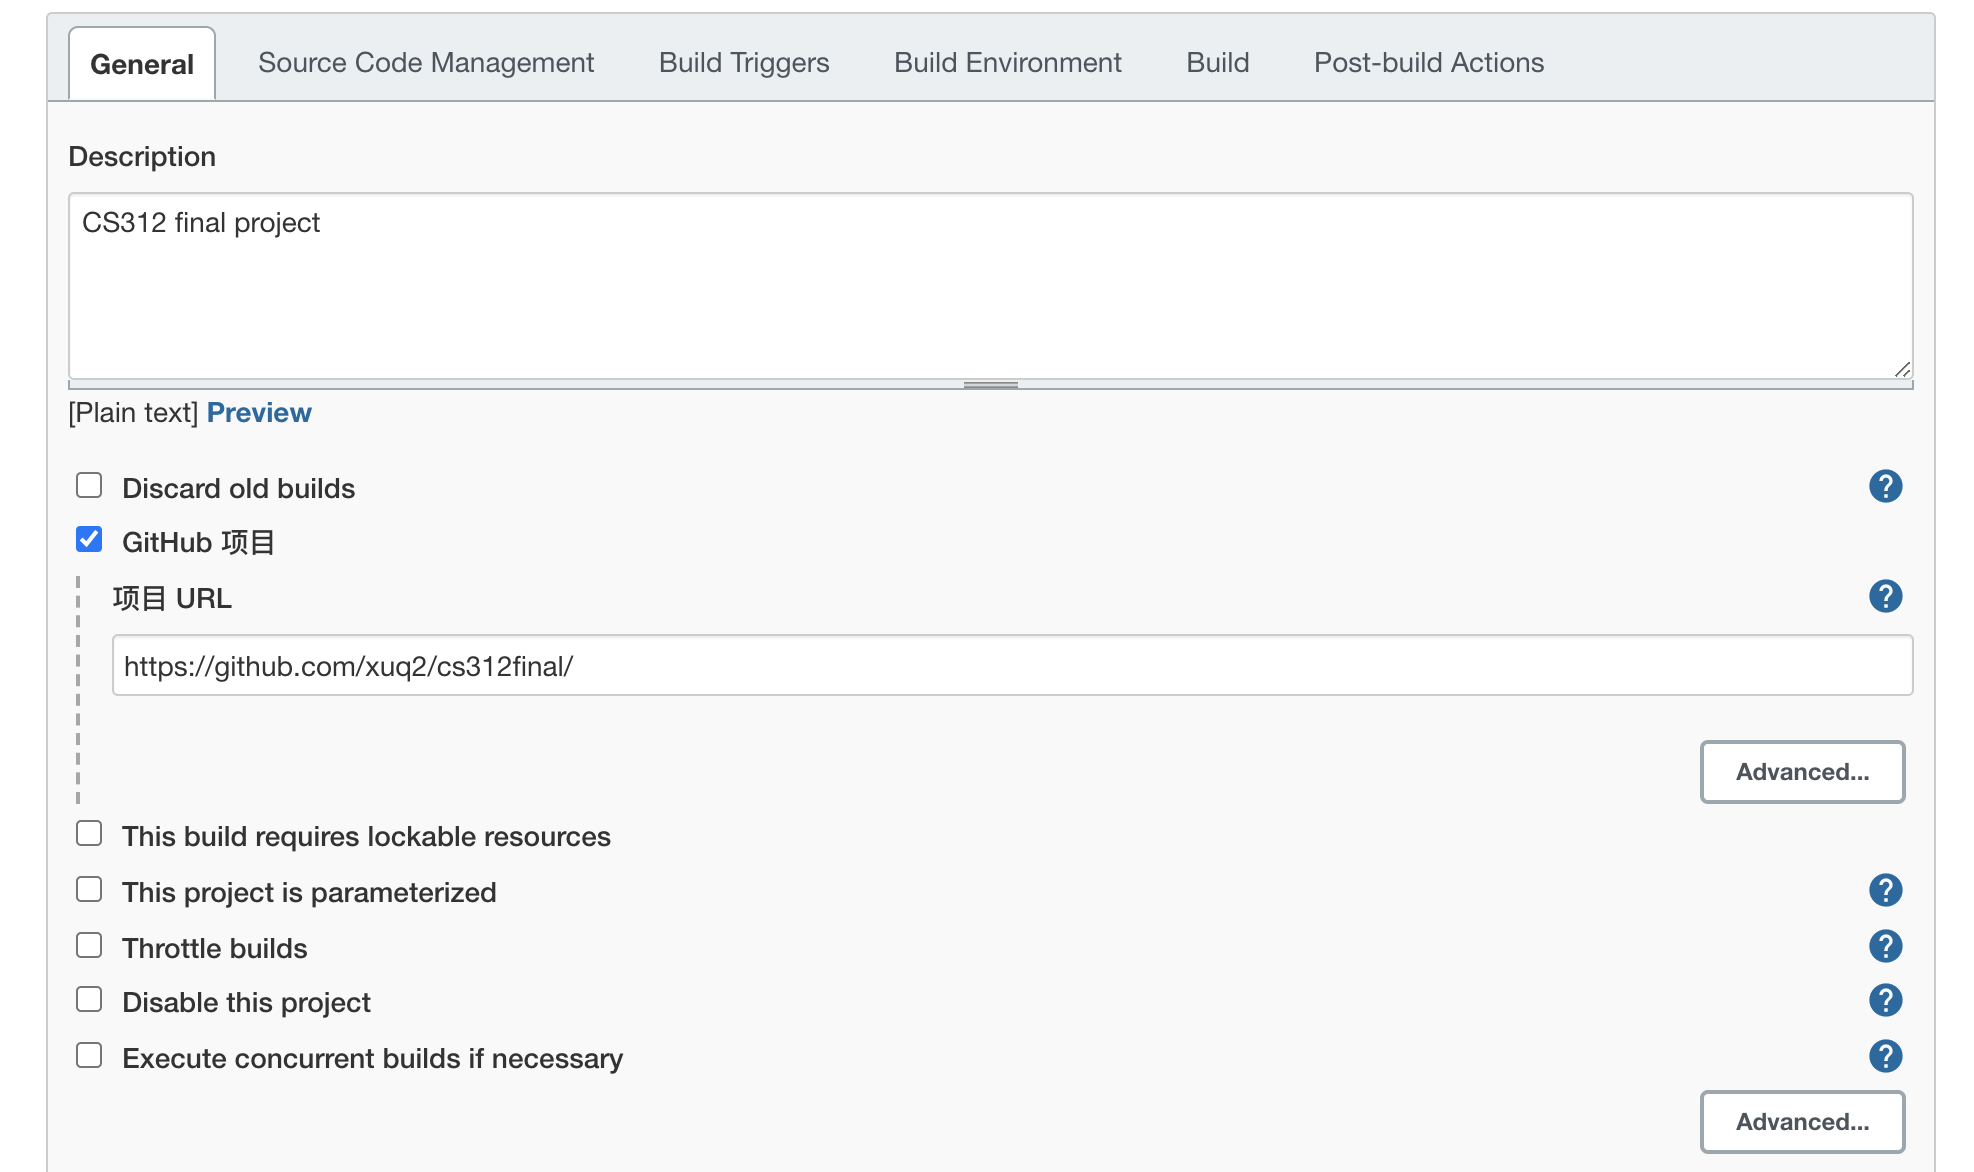 General Source Code Management Build Triggers Build Environment Build Post-build Actions
Description
CS312 final project
[Plain text] Preview
Discard old builds ?
GitHub 项目
项目 URL ?
https://github.com/xuq2/cs312final/
Advanced...
This build requires lockable resources
This project is parameterized ?
Throttle builds ?
Disable this project ?
Execute concurrent builds if necessary ?
Advanced...